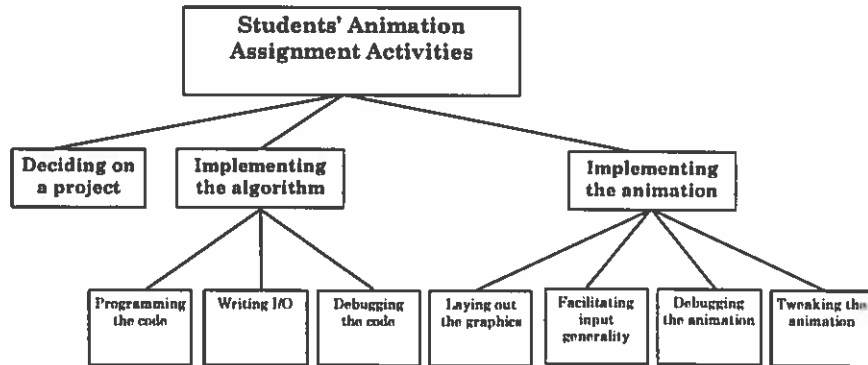 Students' Animation
Assignment Activities
Deciding on
a project
Implementing
the algorithm
Implementing
the animation
Programming
the code
Writing I/O
Debugging
the code
Laying out
the graphics
Facilitating
input
generality
Debugging
the animation
Tweaking the
animation